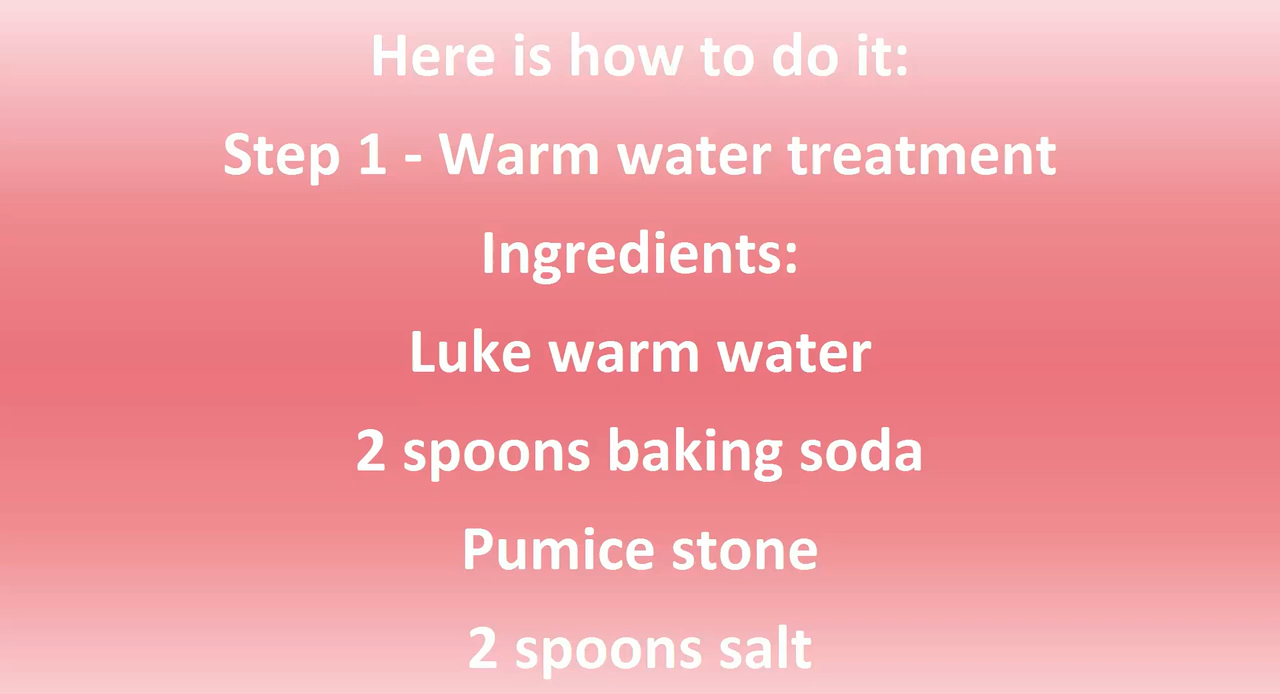 Here is how to do it:
Step 1 - Warm water treatment
Ingredients:
Luke warm water
2 spoons baking soda
Pumice stone
2 spoons salt